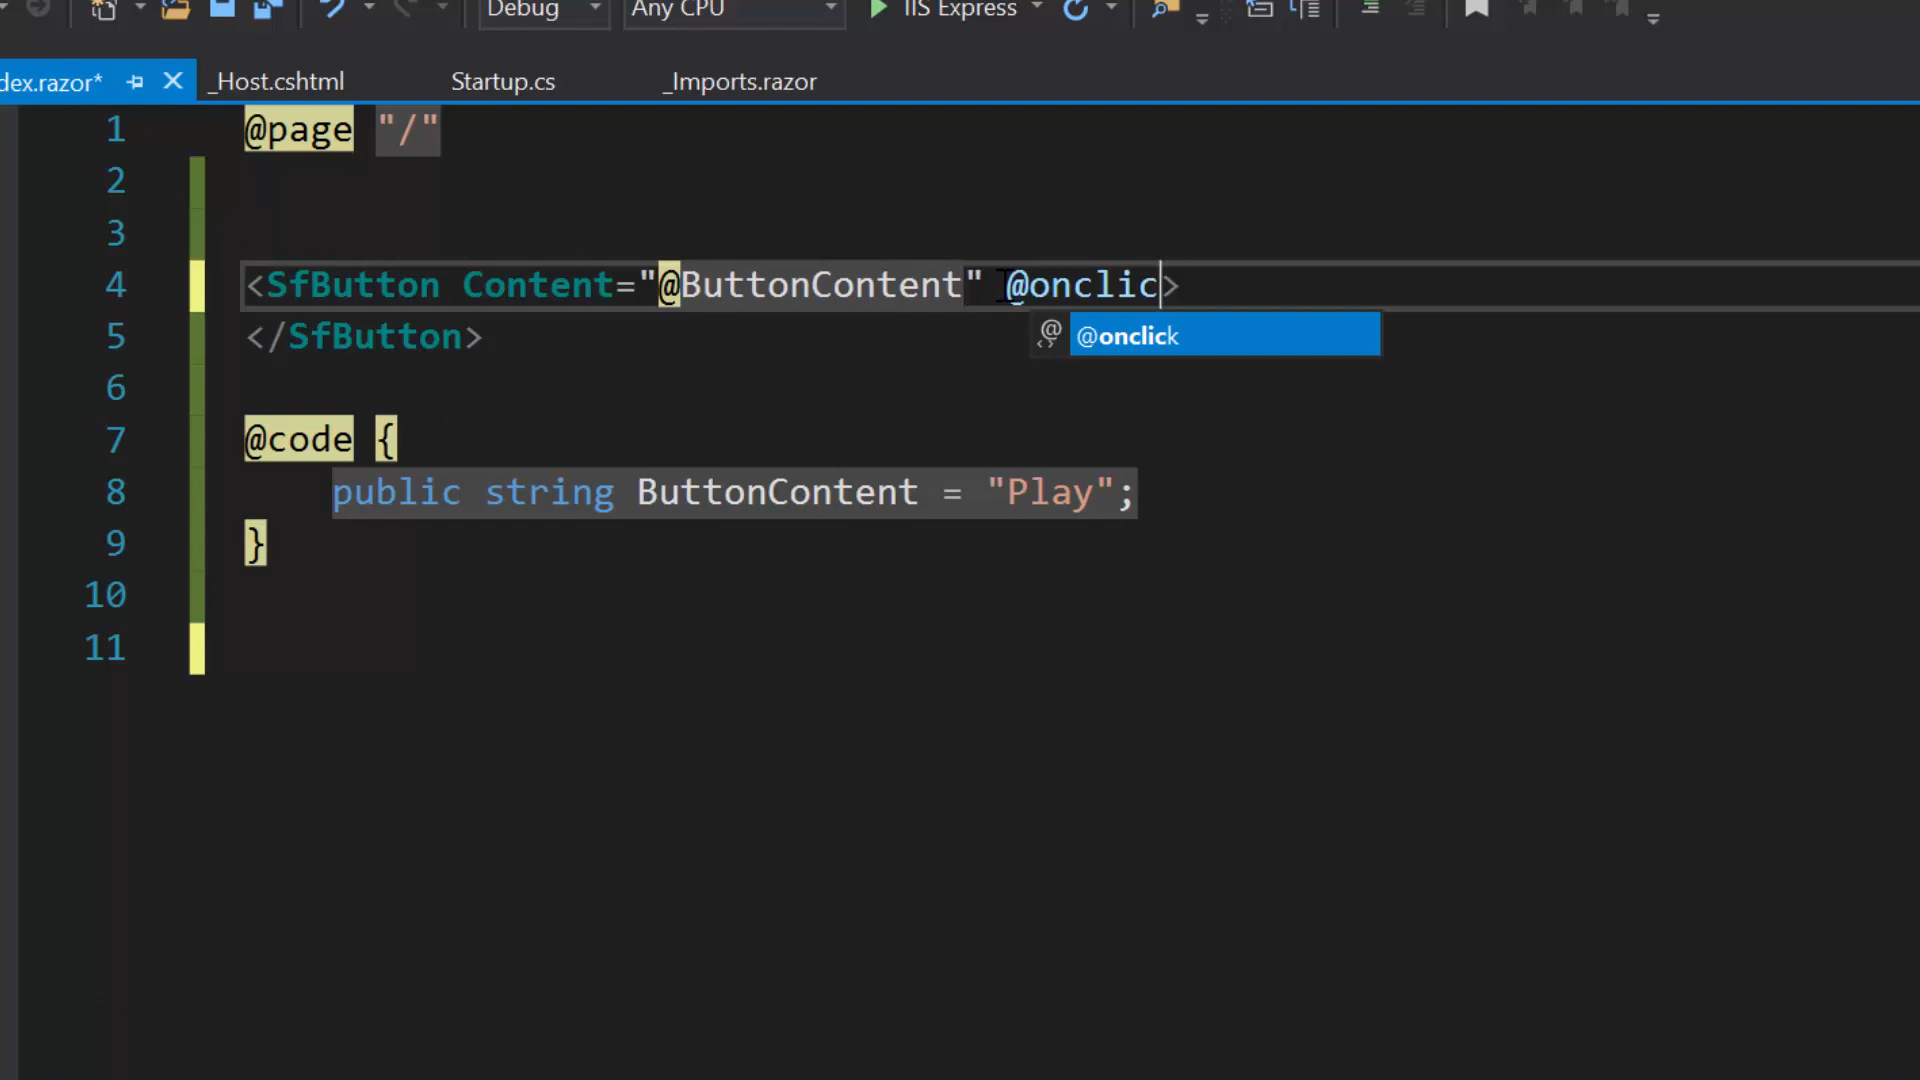 Debug Any CPU IIS Express
dex.razor* _Host.cshtml Startup.cs _Imports.razor
1 @page "/"
2
3
4 <SfButton Content="@ButtonContent" @onclic>
5 </SfButton>
@onclick
6
7 @code {
8 public string ButtonContent = "Play";
9 }
10
11